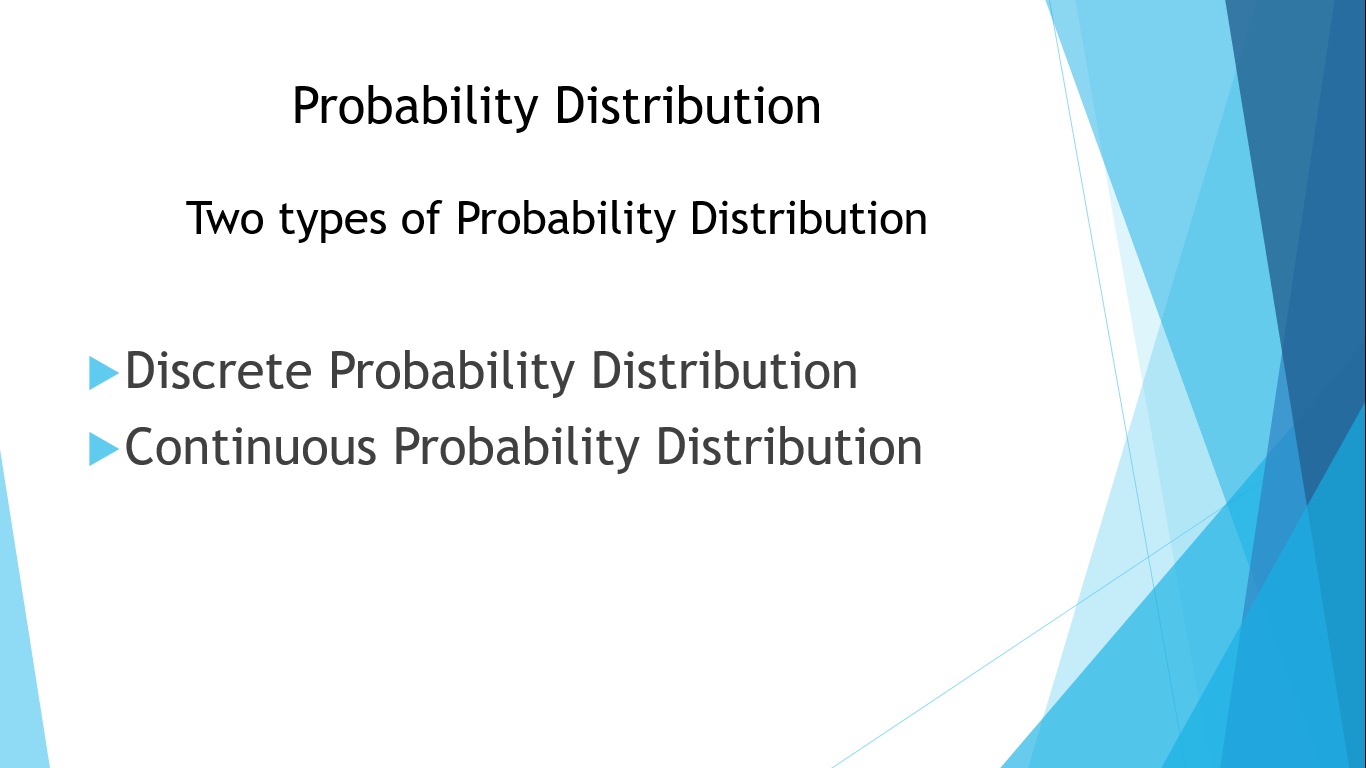 Probability Distribution
Two types of Probability Distribution
Discrete Probability Distribution
Continuous Probability Distribution